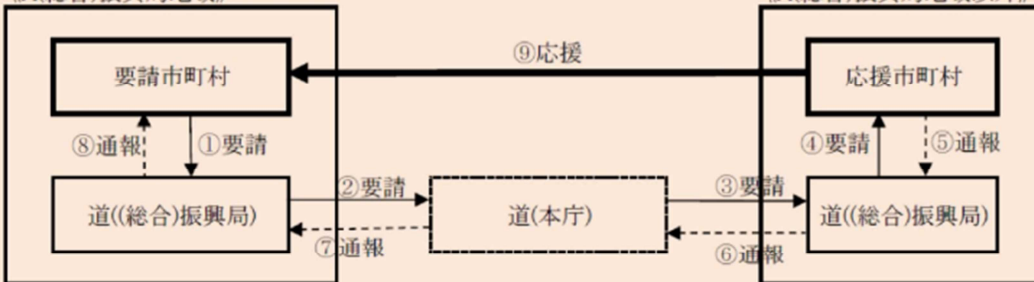 ⑨応援
要請市町村
応援市町村
⑧通報
①要請
④要請
⑤通報
②要請
③要請
道((総合)振興局)
道(本庁)
道((総合)振興局)
⑦通報
⑥通報